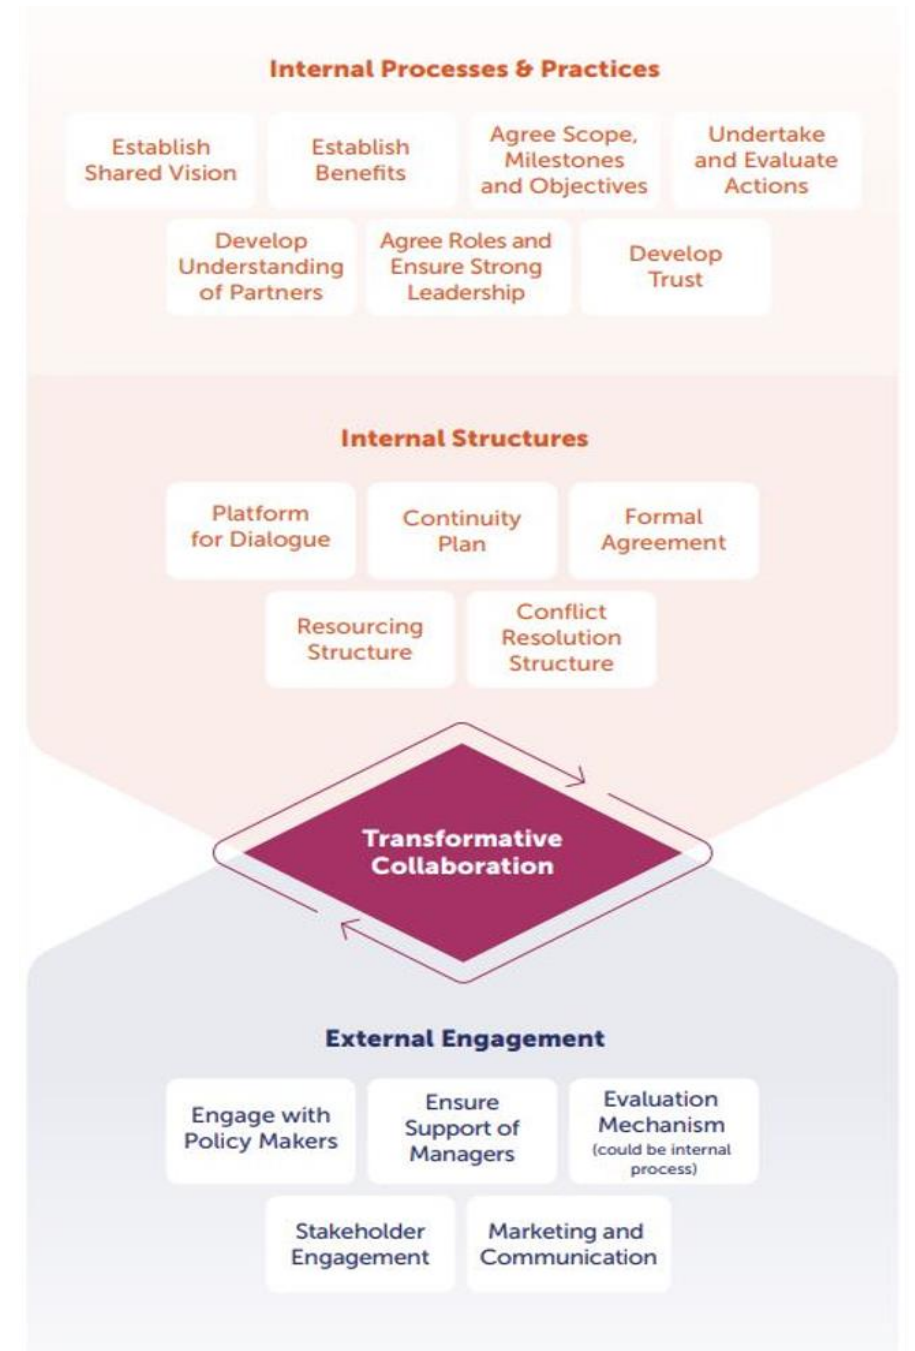 Internal Processes & Practices
Establish
Shared Vision
Establish
Benefits
Agree Scope,
Milestones
and Objectives
Undertake
and Evaluate
Actions
Develop
Understanding
of Partners
Agree Roles and
Ensure Strong
Leadership
Develop
Trust
Internal Structures
Platform
for Dialogue
Continuity
Plan
Formal
Agreement
Resourcing
Structure
Conflict
Resolution
Structure
Transformative
Collaboration
External Engagement
Engage with
Policy Makers
Ensure
Support of
Managers
Evaluation
Mechanism
(could be internal
process)
Stakeholder
Engagement
Marketing and
Communication